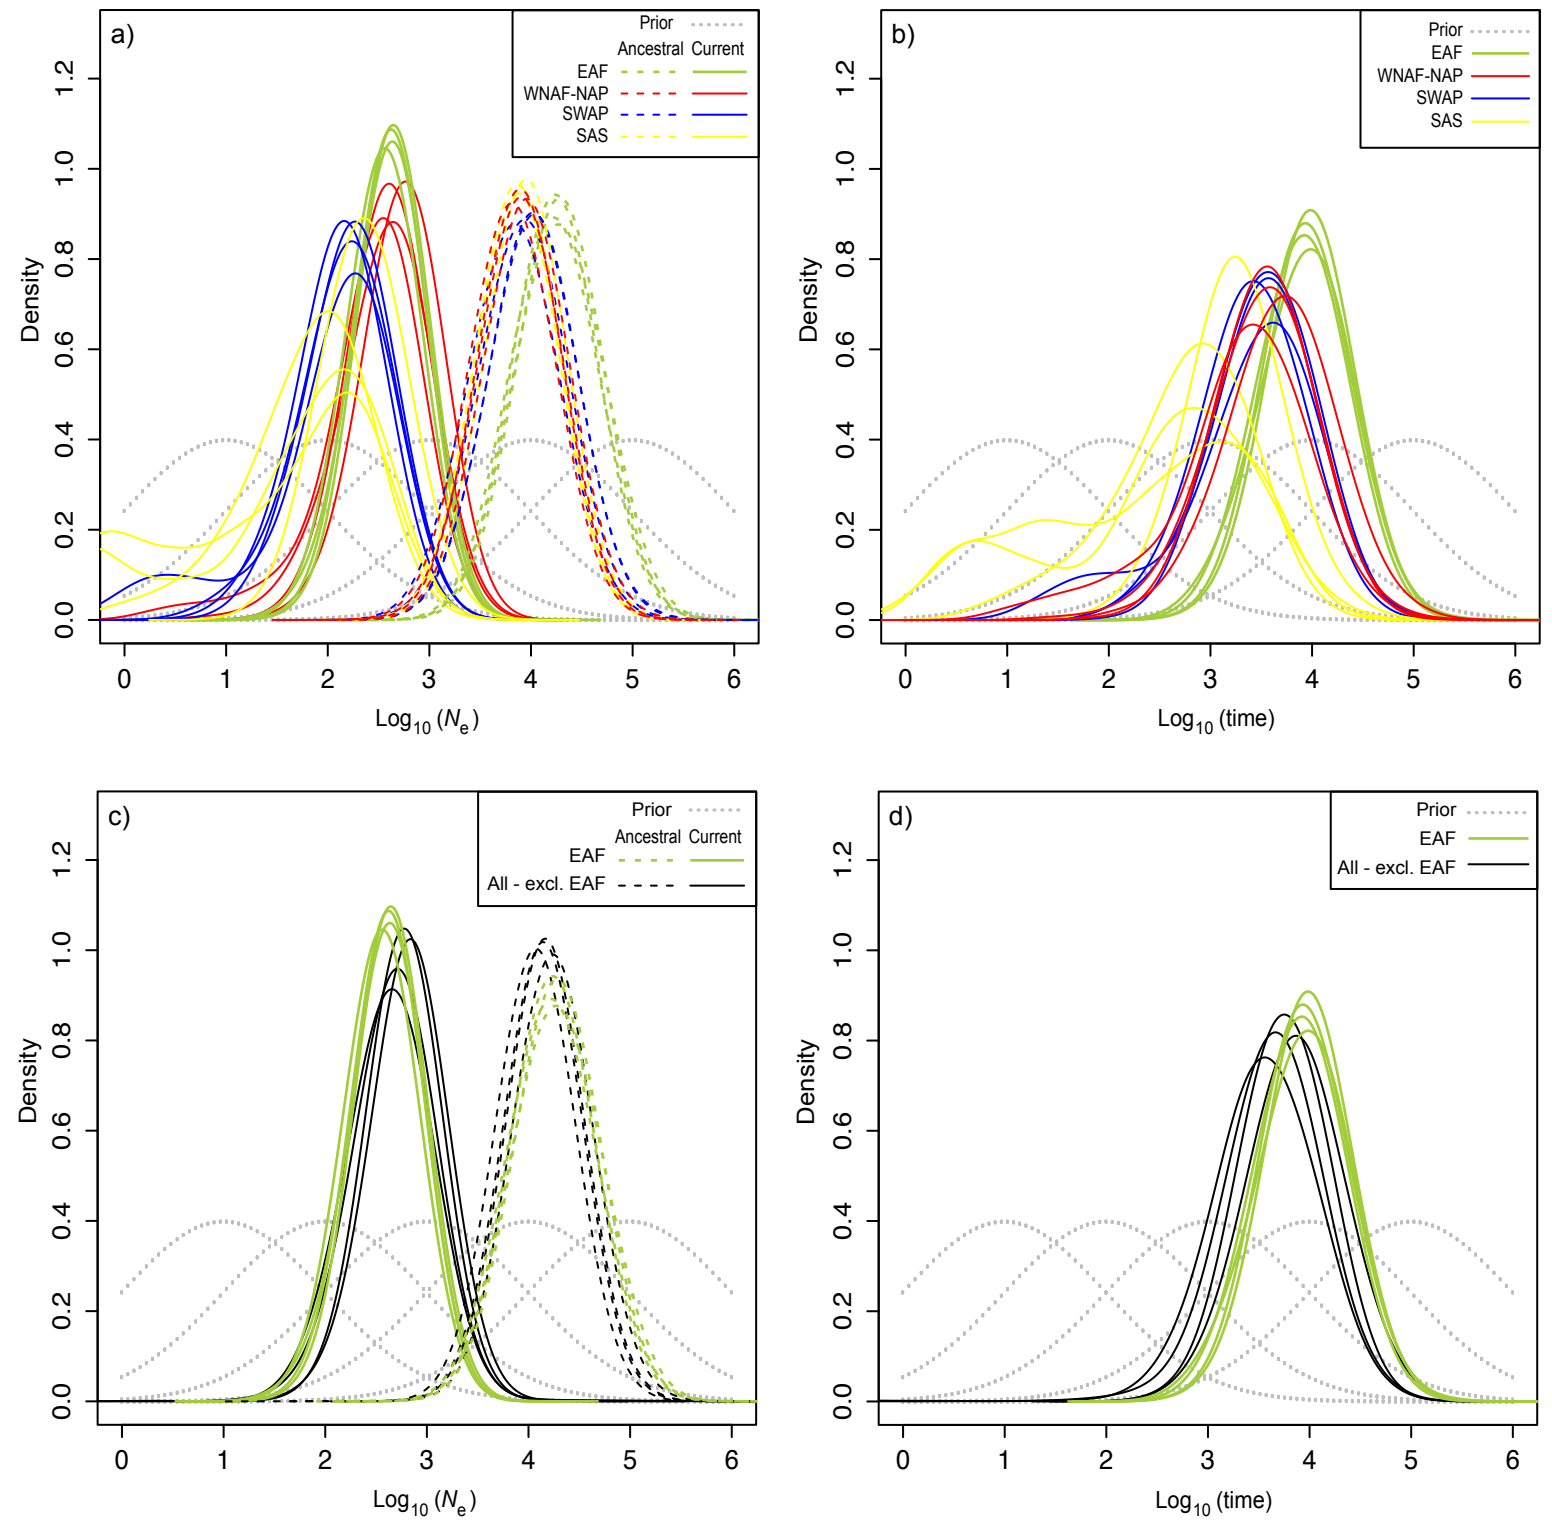 a)
Prior
Ancestral Current
EAF
WNAF-NAP
SWAP
SAS
Density
0.0 0.2 0.4 0.6 0.8 1.0 1.2
0 1 2 3 4 5 6
Log10 (Ne)
b)
Prior
EAF
WNAF-NAP
SWAP
SAS
Density
0.0 0.2 0.4 0.6 0.8 1.0 1.2
0 1 2 3 4 5 6
Log10 (time)
c)
Prior
Ancestral Current
EAF
All - excl. EAF
Density
0.0 0.2 0.4 0.6 0.8 1.0 1.2
0 1 2 3 4 5 6
Log10 (Ne)
d)
Prior
EAF
All - excl. EAF
Density
0.0 0.2 0.4 0.6 0.8 1.0 1.2
0 1 2 3 4 5 6
Log10 (time)